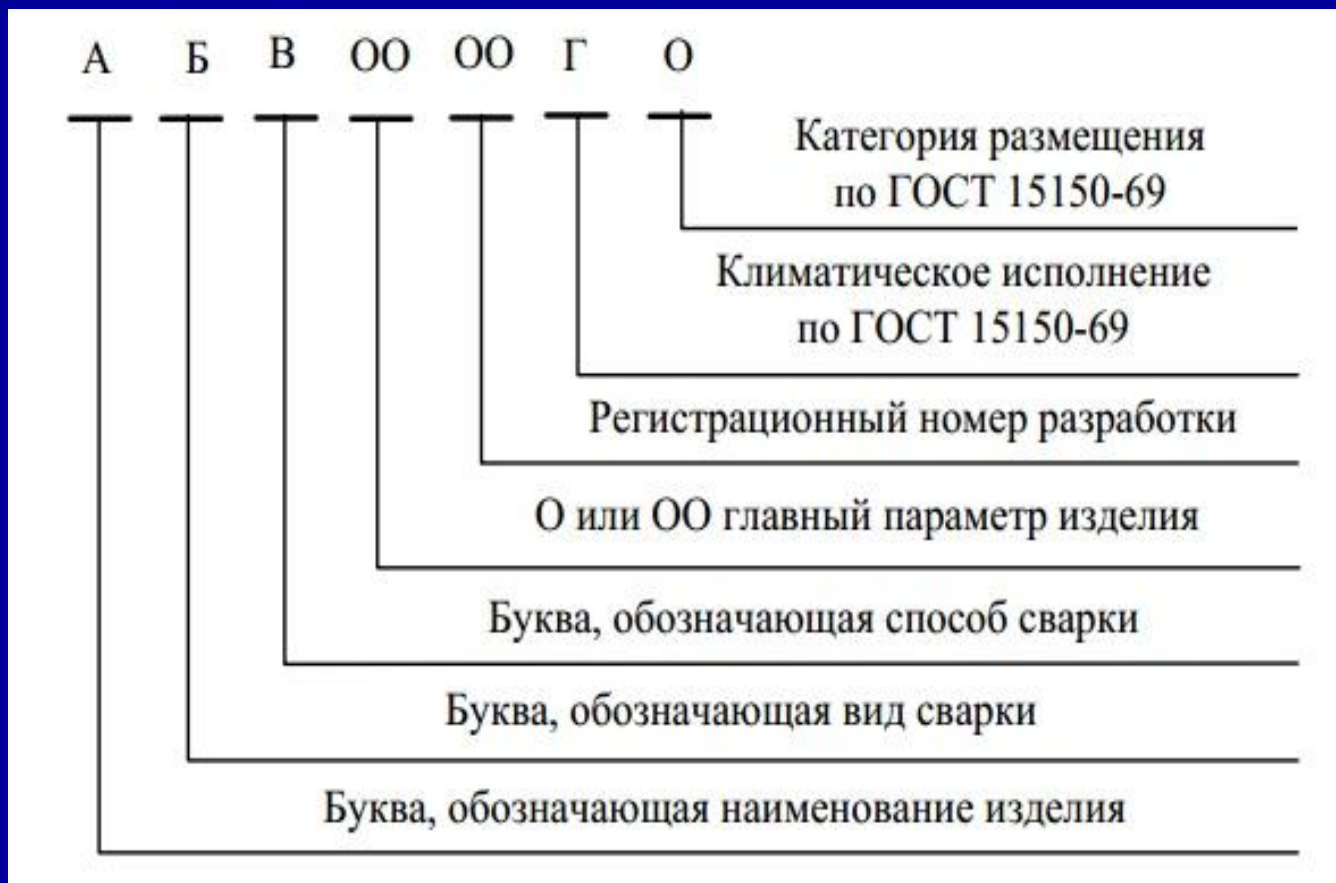 А Б В ОО ОО Г О
Категория размещения
по ГОСТ 15150-69
Климатическое исполнение
по ГОСТ 15150-69
Регистрационный номер разработки
О или ОО главный параметр изделия
Буква, обозначающая способ сварки
Буква, обозначающая вид сварки
Буква, обозначающая наименование изделия